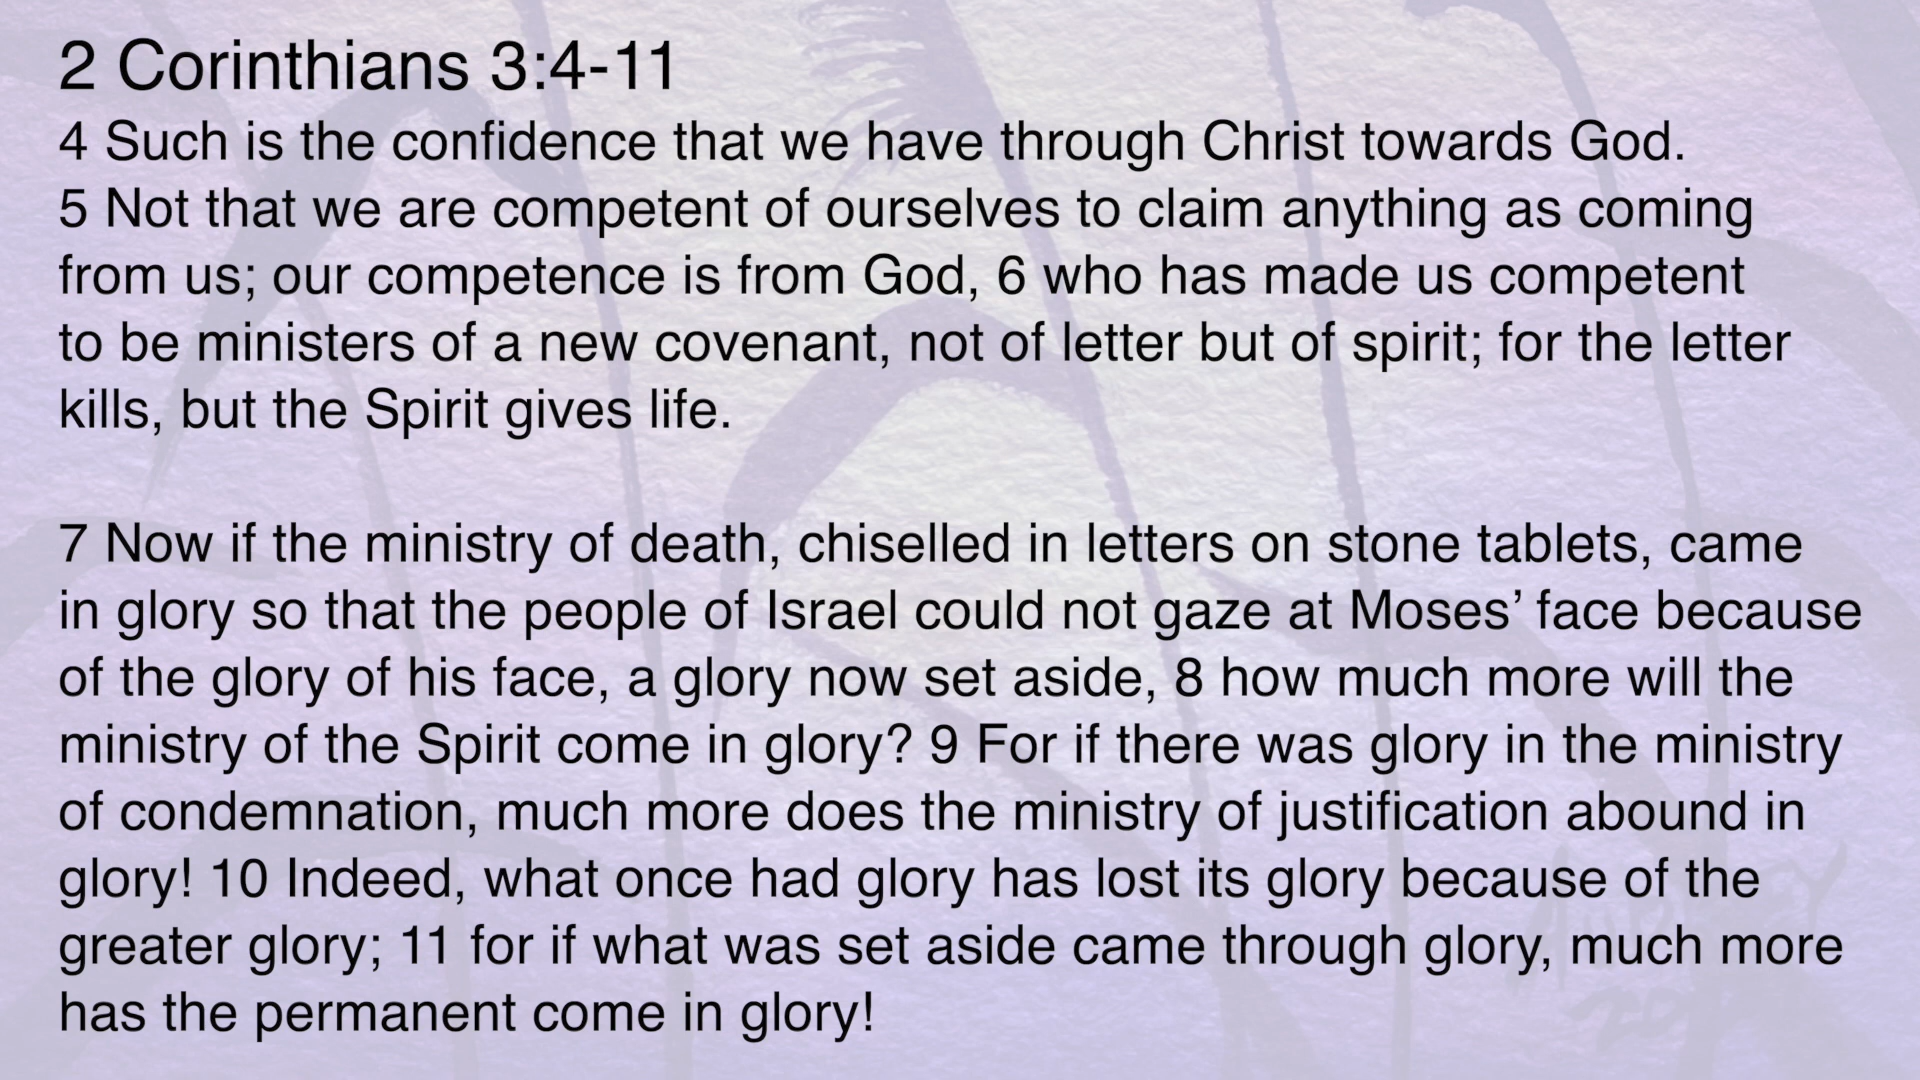 2 Corinthians 3:4-11
4 Such is the confidence that we have through Christ towards God.
5 Not that we are competent of ourselves to claim anything as coming
from us; our competence is from God, 6 who has made us competent
to be ministers of a new covenant, not of letter but of spirit; for the letter
kills, but the Spirit gives life.
7 Now if the ministry of death, chiselled in letters on stone tablets, came
in glory so that the people of Israel could not gaze at Moses’ face because
of the glory of his face, a glory now set aside, 8 how much more will the
ministry of the Spirit come in glory? 9 For if there was glory in the ministry
of condemnation, much more does the ministry of justification abound in
glory! 10 Indeed, what once had glory has lost its glory because of the
greater glory; 11 for if what was set aside came through glory, much more
has the permanent come in glory!